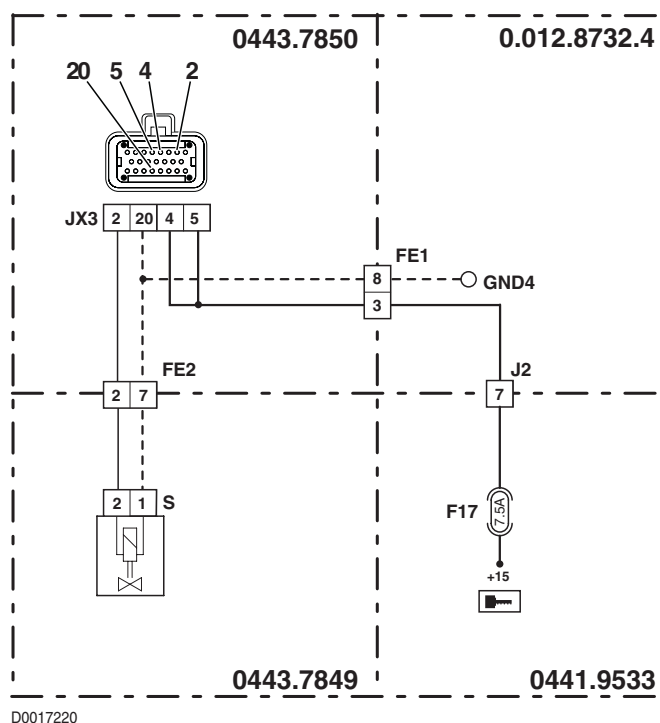 0443.7850
0.012.8732.4
20 5 4 2
JX3 2 20 4 5
FE1
8
GND4
3
FE2
J2
2 7
7
2 1 S
F17
7.5A
+15
0443.7849
0441.9533
D0017220